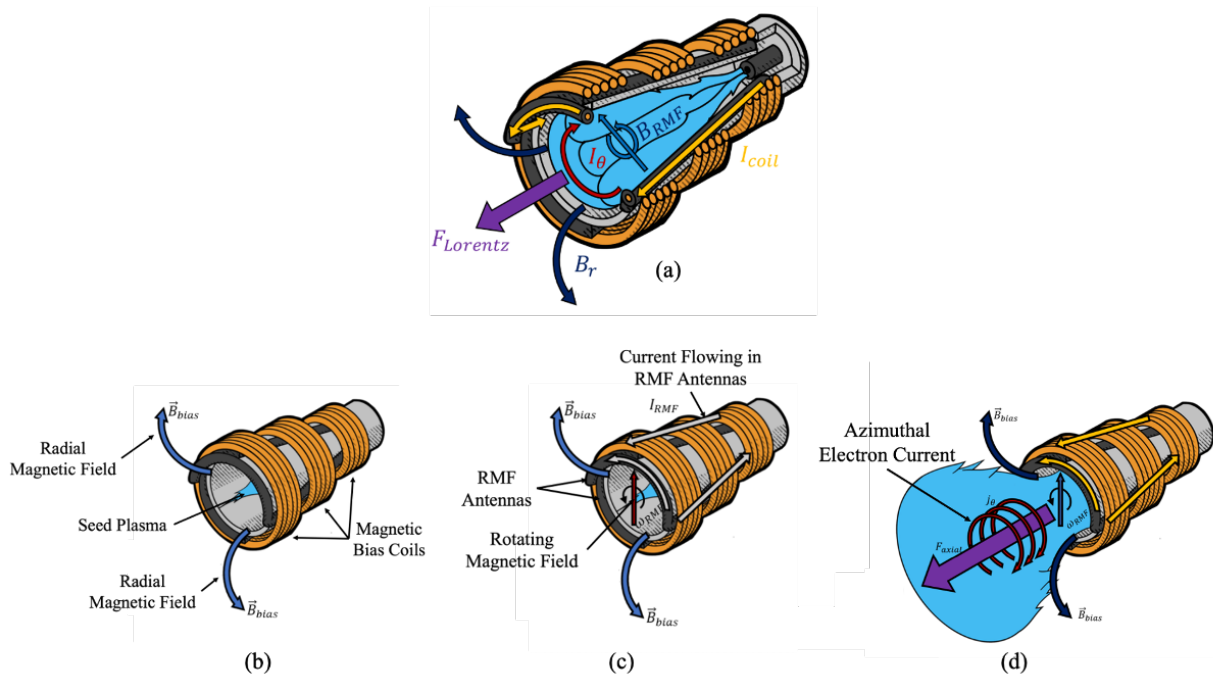 B_RMF
I_θ
I_coil
F_Lorentz
B_r
(a)
B⃗_bias
Radial
Magnetic Field
Seed Plasma
Magnetic
Bias Coils
Radial
Magnetic Field
B⃗_bias
(b)
Current Flowing in
RMF Antennas
I_RMF
B⃗_bias
RMF
Antennas
ω_RMF
Rotating
Magnetic Field
B⃗_bias
(c)
B⃗_bias
Azimuthal
Electron Current
j_θ
ω_RMF
F_axial
B⃗_bias
(d)